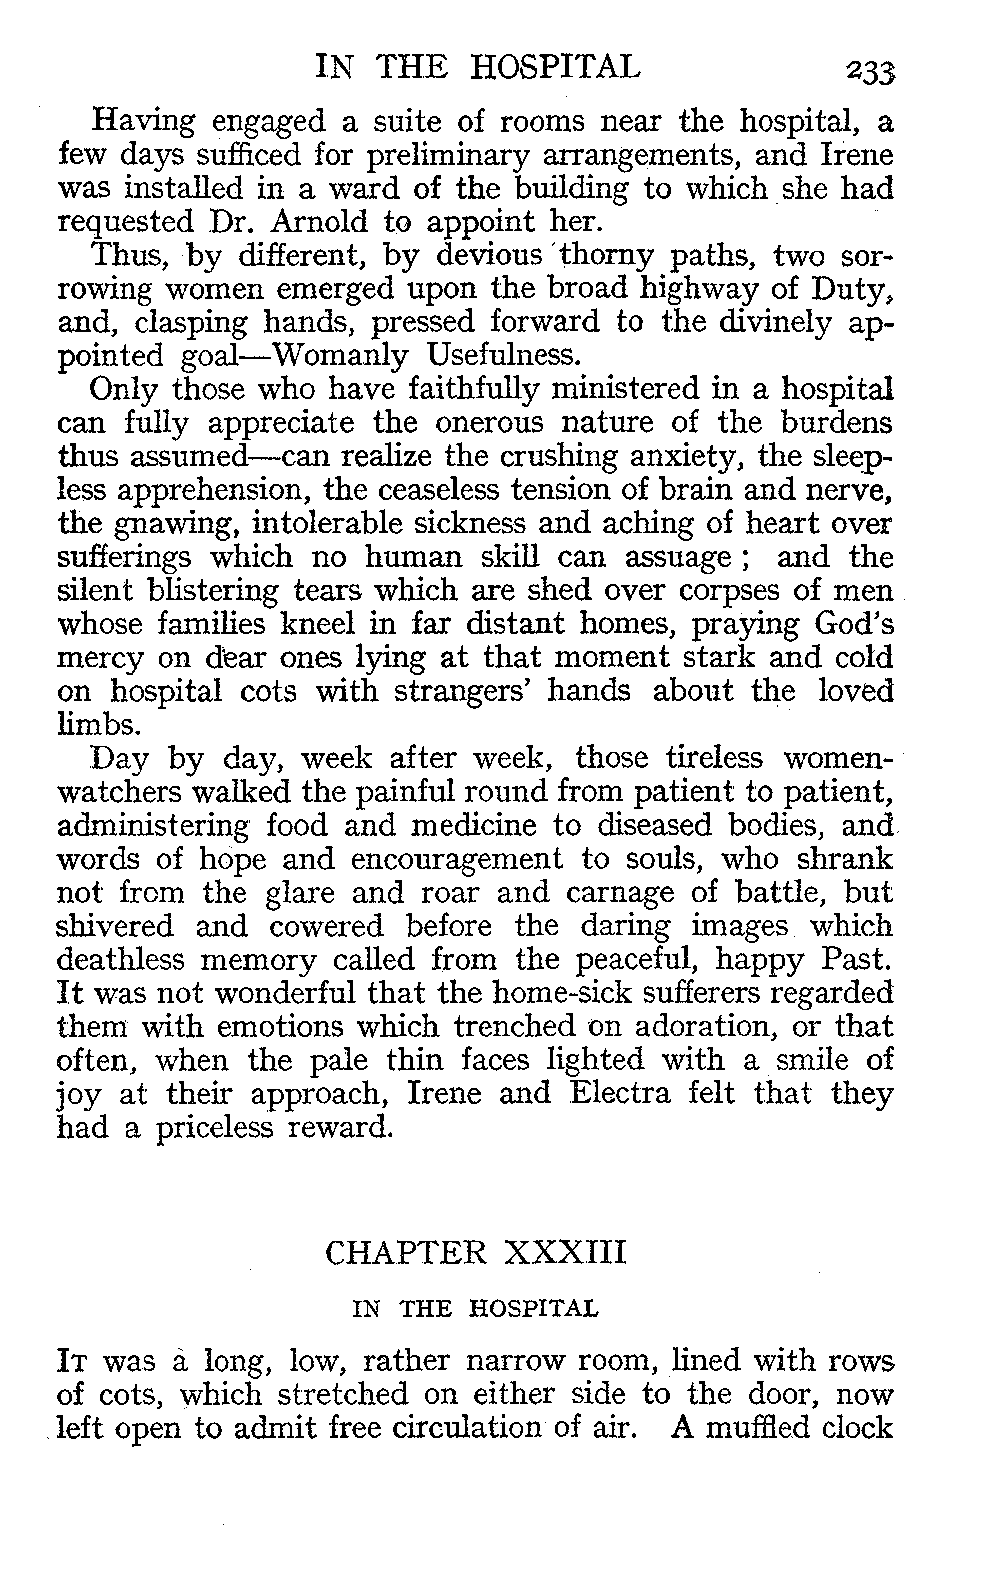 IN THE HOSPITAL 233
Having engaged a suite of rooms near the hospital, a
few days sufficed for preliminary arrangements, and Irene
was installed in a ward of the building to which she had
requested Dr. Arnold to appoint her.
Thus, by different, by devious thorny paths, two sor-
rowing women emerged upon the broad highway of Duty,
and, clasping hands, pressed forward to the divinely ap-
pointed goal—Womanly Usefulness.
Only those who have faithfully ministered in a hospital
can fully appreciate the onerous nature of the burdens
thus assumed—can realize the crushing anxiety, the sleep-
less apprehension, the ceaseless tension of brain and nerve,
the gnawing, intolerable sickness and aching of heart over
sufferings which no human skill can assuage ; and the
silent blistering tears which are shed over corpses of men
whose families kneel in far distant homes, praying God's
mercy on dear ones lying at that moment stark and cold
on hospital cots with strangers' hands about the loved
limbs.
Day by day, week after week, those tireless women-
watchers walked the painful round from patient to patient,
administering food and medicine to diseased bodies, and
words of hope and encouragement to souls, who shrank
not from the glare and roar and carnage of battle, but
shivered and cowered before the daring images which
deathless memory called from the peaceful, happy Past.
It was not wonderful that the home-sick sufferers regarded
them with emotions which trenched on adoration, or that
often, when the pale thin faces lighted with a smile of
joy at their approach, Irene and Electra felt that they
had a priceless reward.
CHAPTER XXXIII
IN THE HOSPITAL
IT was a long, low, rather narrow room, lined with rows
of cots, which stretched on either side to the door, now
left open to admit free circulation of air. A muffled clock